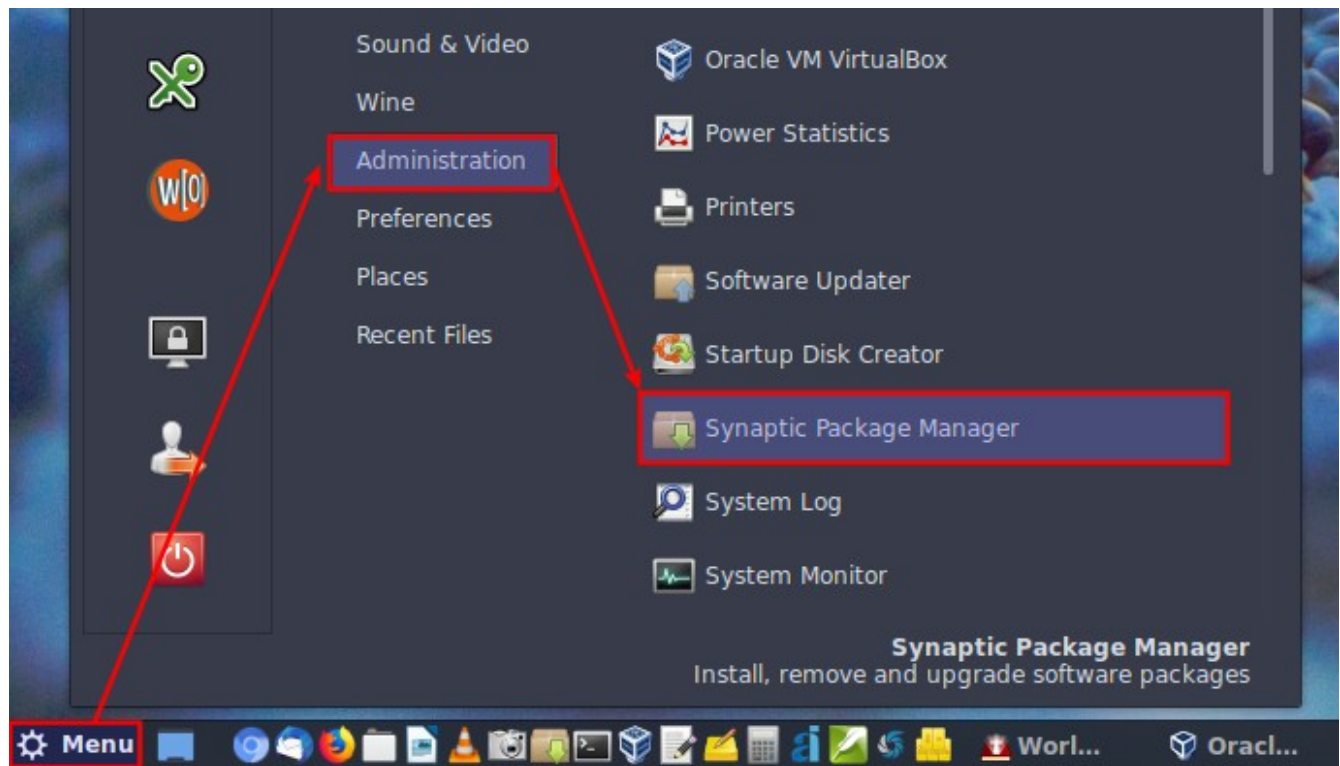 Sound & Video
Wine
Administration
Preferences
Places
Recent Files
W[O]
Oracle VM VirtualBox
Power Statistics
Printers
Software Updater
Startup Disk Creator
Synaptic Package Manager
System Log
System Monitor
Synaptic Package Manager
Install, remove and upgrade software packages
Menu
ai
Worl...
Oracl...